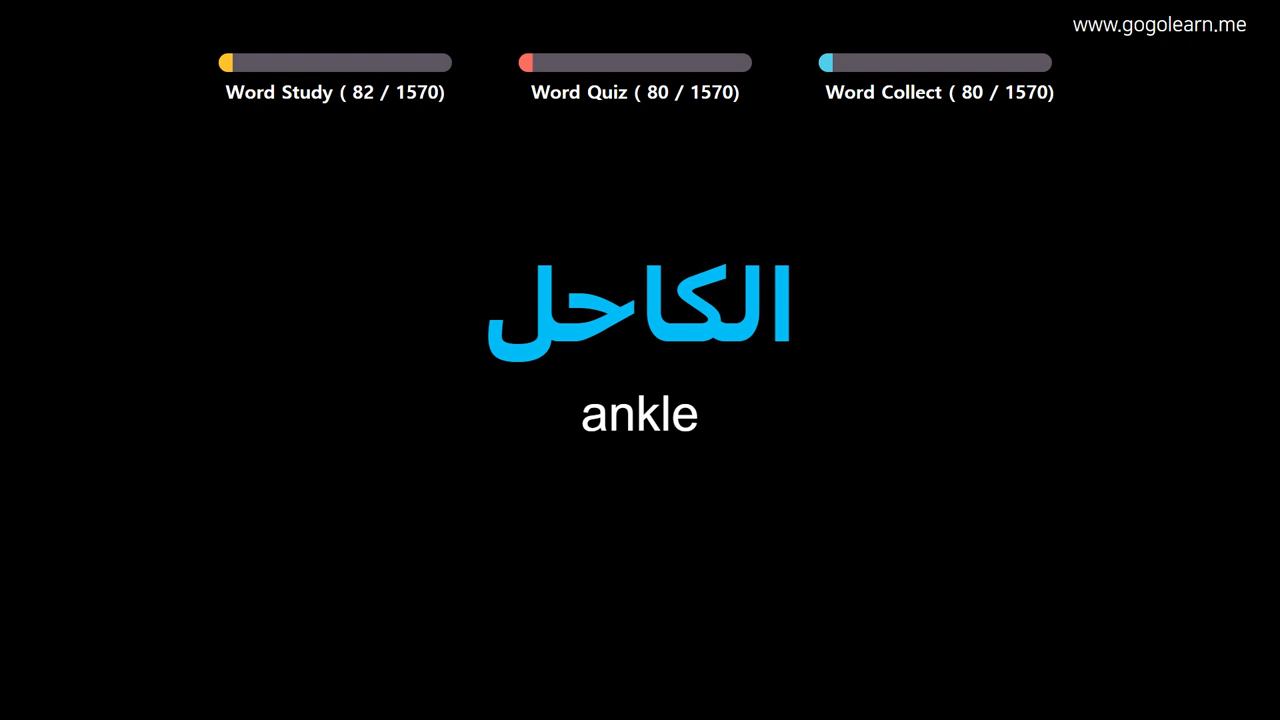 www.gogolearn.me
Word Study ( 82 / 1570)
Word Quiz ( 80 / 1570)
Word Collect ( 80 / 1570)
الكاحل
ankle